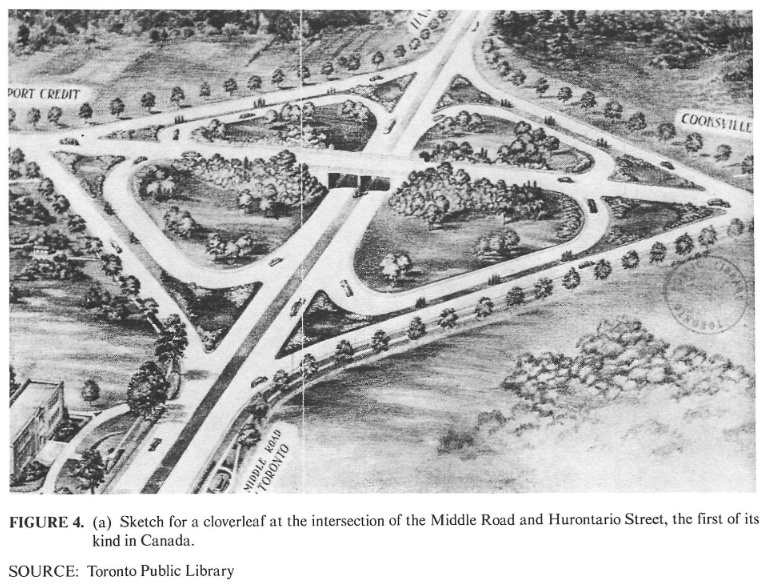 HAM
PORT CREDIT
COOKSVILLE
MIDDLE ROAD
TORONTO
FIGURE 4. (a) Sketch for a cloverleaf at the intersection of the Middle Road and Hurontario Street, the first of its
kind in Canada.
SOURCE: Toronto Public Library